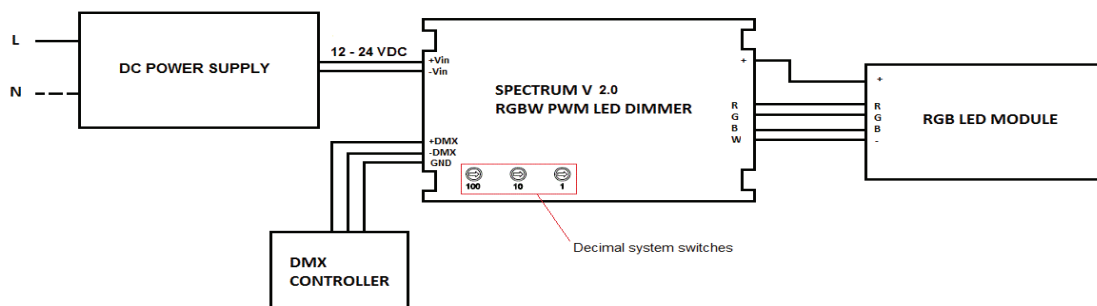 L
N
DC POWER SUPPLY
12 - 24 VDC
+Vin
-Vin
SPECTRUM V 2.0
RGBW PWM LED DIMMER
+DMX
-DMX
GND
100 10 1
+
R
G
B
W
+
R
G
B
-
RGB LED MODULE
Decimal system switches
DMX
CONTROLLER